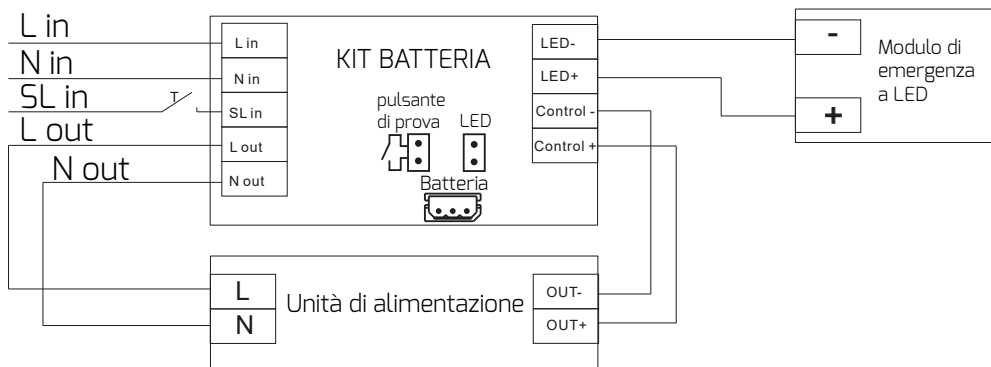 L in
N in
SL in
L out
N out
L in
N in
SL in
L out
N out
KIT BATTERIA
pulsante
di prova
LED
Batteria
LED-
LED+
Control -
Control +
-
+
Modulo di
emergenza
a LED
L
N
Unità di alimentazione
OUT-
OUT+
T